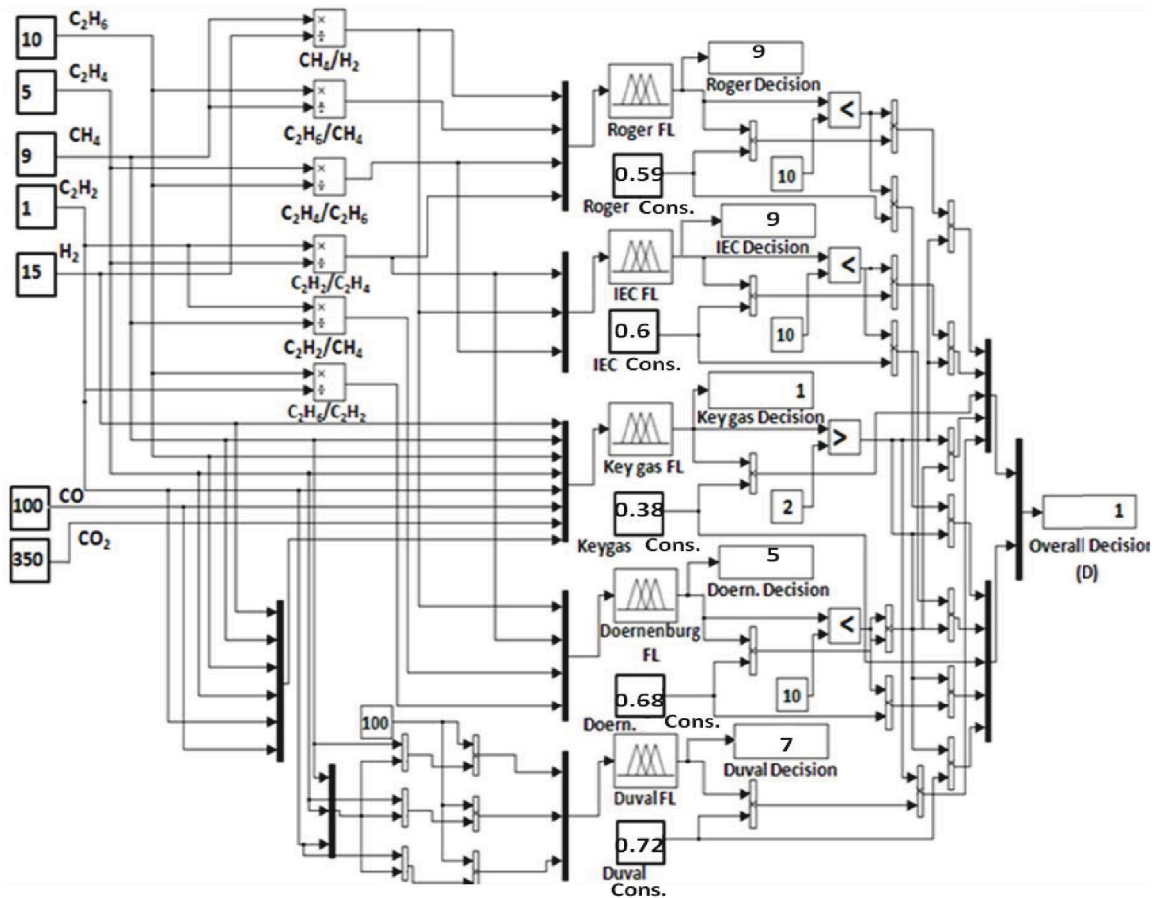 C₂H₆
10
C₂H₄
5
CH₄
9
C₂H₂
1
H₂
15
CO
100
CO₂
350
×
÷
CH₄/H₂
×
÷
C₂H₆/CH₄
×
÷
C₂H₄/C₂H₆
×
÷
C₂H₂/C₂H₄
×
÷
C₂H₂/CH₄
×
÷
C₂H₆/C₂H₂
100
Roger FL
9
Roger Decision
<
0.59
Roger Cons.
10
IEC FL
9
IEC Decision
<
0.6
IEC Cons.
10
Key gas FL
1
Key gas Decision
>
0.38
Keygas Cons.
2
Doernenburg
FL
5
Doern. Decision
<
0.68
Doern. Cons.
10
Duval FL
7
Duval Decision
0.72
Duval
Cons.
1
Overall Decision
(D)